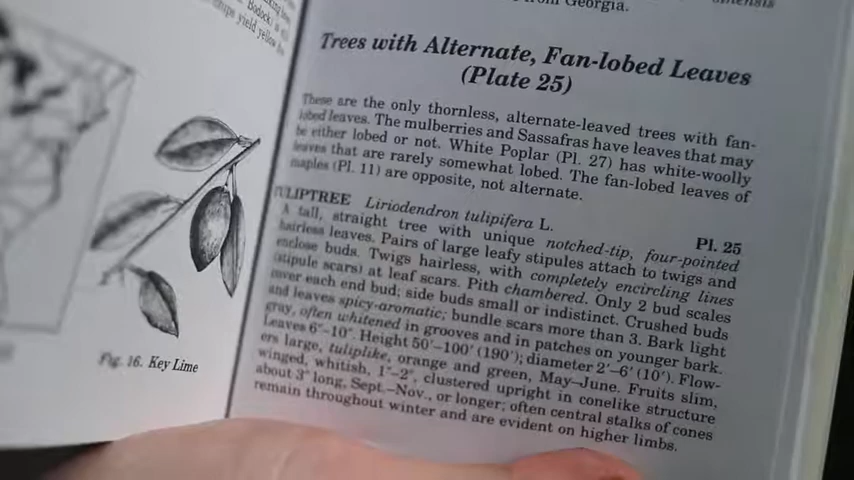 Bodock) is
ships yield yellow
Fig. 16. Key Lime
from Georgia.
Trees with Alternate, Fan-lobed Leaves
(Plate 25)
These are the only thornless, alternate-leaved trees with fan-
lobed leaves. The mulberries and Sassafras have leaves that may
be either lobed or not. White Poplar (Pl. 27) has white-woolly
leaves that are rarely somewhat lobed. The fan-lobed leaves of
maples (Pl. 11) are opposite, not alternate.
TULIPTREE Liriodendron tulipifera L. Pl. 25
A tall, straight tree with unique notched-tip, four-pointed
hairless leaves. Pairs of large leafy stipules attach to twigs and
enclose buds. Twigs hairless, with completely encircling lines
(stipule scars) at leaf scars. Pith chambered. Only 2 bud scales
cover each end bud; side buds small or indistinct. Crushed buds
and leaves spicy-aromatic; bundle scars more than 3. Bark light
gray, often whitened in grooves and in patches on younger bark.
Leaves 6"–10". Height 50'–100' (190'); diameter 2'–6' (10'). Flow-
ers large, tuliplike, orange and green, May–June. Fruits slim,
winged, whitish, 1"–2", clustered upright in conelike structure
about 3" long, Sept.–Nov., or longer; often central stalks of cones
remain throughout winter and are evident on higher limbs.